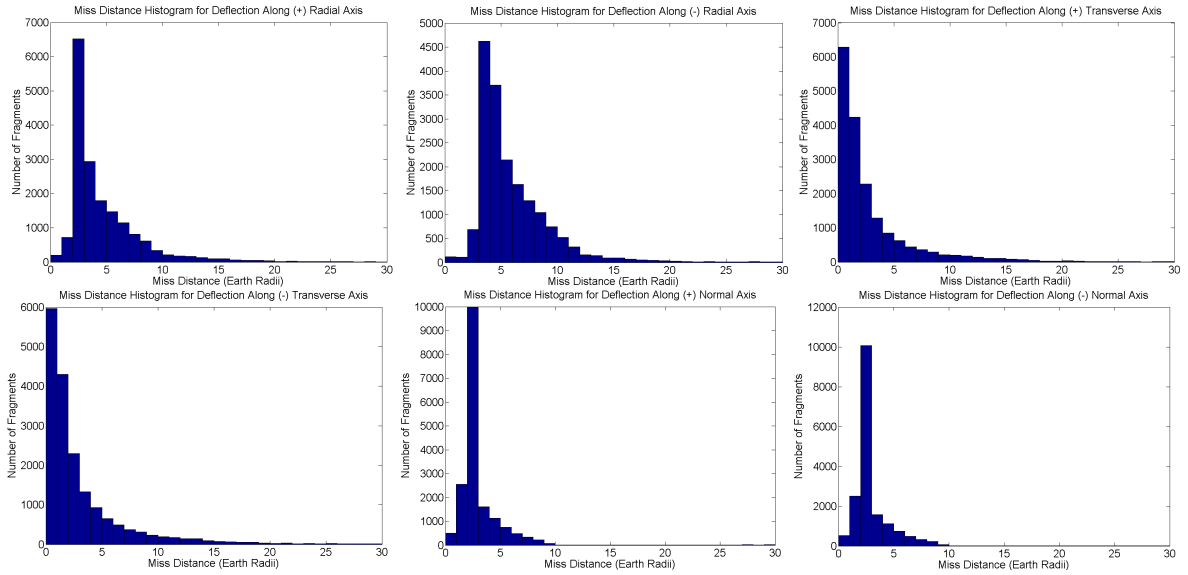 Miss Distance Histogram for Deflection Along (+) Radial Axis
7000
6000
5000
4000
3000
2000
1000
0
Number of Fragments
0 5 10 15 20 25 30
Miss Distance (Earth Radii)
Miss Distance Histogram for Deflection Along (-) Radial Axis
5000
4500
4000
3500
3000
2500
2000
1500
1000
500
0
Number of Fragments
0 5 10 15 20 25 30
Miss Distance (Earth Radii)
Miss Distance Histogram for Deflection Along (+) Transverse Axis
7000
6000
5000
4000
3000
2000
1000
0
Number of Fragments
0 5 10 15 20 25 30
Miss Distance (Earth Radii)
Miss Distance Histogram for Deflection Along (-) Transverse Axis
6000
5000
4000
3000
2000
1000
0
Number of Fragments
0 5 10 15 20 25 30
Miss Distance (Earth Radii)
Miss Distance Histogram for Deflection Along (+) Normal Axis
10000
9000
8000
7000
6000
5000
4000
3000
2000
1000
0
Number of Fragments
0 5 10 15 20 25 30
Miss Distance (Earth Radii)
Miss Distance Histogram for Deflection Along (-) Normal Axis
12000
10000
8000
6000
4000
2000
0
Number of Fragments
0 5 10 15 20 25 30
Miss Distance (Earth Radii)